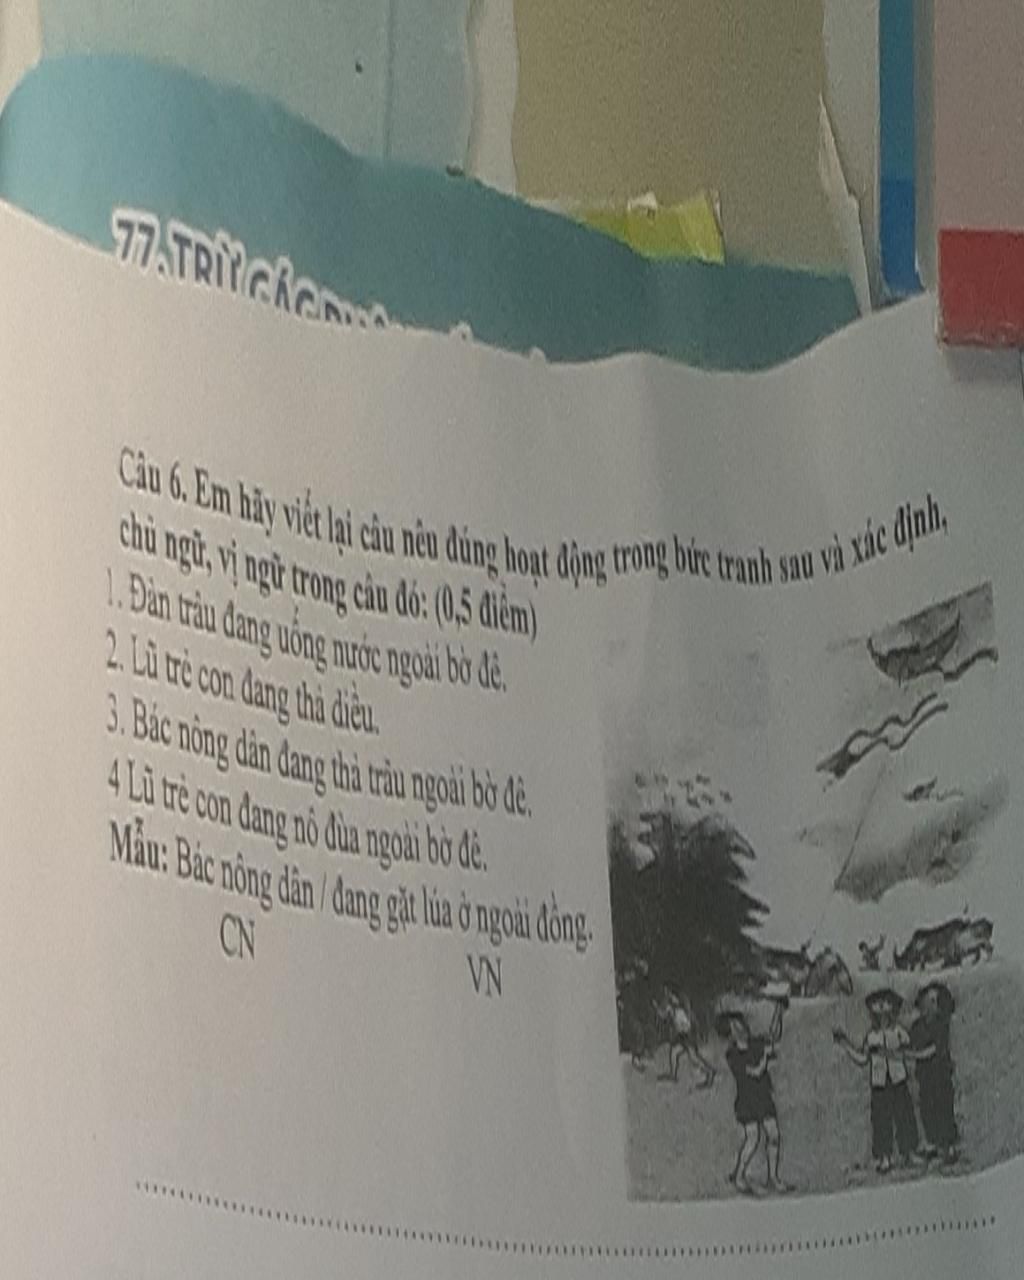 77. TRỪ CÁC
Câu 6. Em hãy viết lại câu nêu đúng hoạt động trong bức tranh sau và xác định,
chủ ngữ, vị ngữ trong câu đó: (0,5 điểm)
1. Đàn trâu đang uống nước ngoài bờ đê.
2. Lũ trẻ con đang thả diều.
3. Bác nông dân đang thả trâu ngoài bờ đê.
4 Lũ trẻ con đang nô đùa ngoài bờ đê.
Mẫu: Bác nông dân / đang gặt lúa ở ngoài đồng.
CN VN